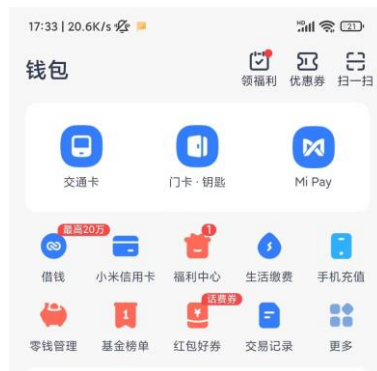 17:33 | 20.6K/s
21
钱包
领福利 优惠券 扫一扫
交通卡 门卡·钥匙 Mi Pay
最高20万 1
借钱 小米信用卡 福利中心 生活缴费 手机充值
话费券
零钱管理 基金榜单 红包好券 交易记录 更多